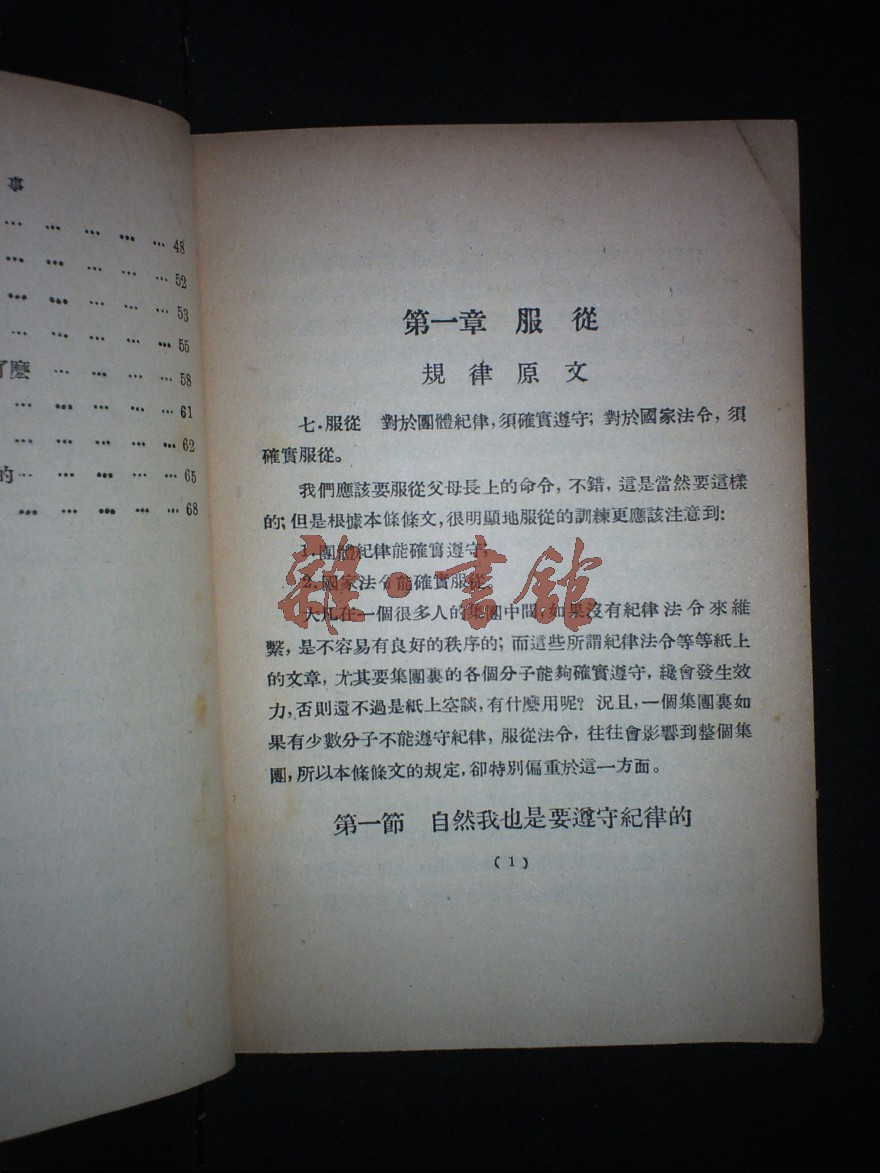 事
… … … … … 48
… … … … … 52
… … … … … 53
… … … … … 55
了麼 … … … … … 58
… … … … … 61
… … … … … 62
的… … … … … 65
… … … … … 68
第一章 服 從
規 律 原 文
七·服從 對於團體紀律，須確實遵守；對於國家法令，須
確實服從。
我們應該要服從父母長上的命令，不錯，這是當然要這樣
的；但是根據本條條文，很明顯地服從的訓練更應該注意到：
1.團體紀律能確實遵守；
2.國家法令能確實服從。
大凡在一個很多人的集團中間，如果沒有紀律法令來維
繫，是不容易有良好的秩序的；而這些所謂紀律法令等等紙上
的文章，尤其要集團裏的各個分子能夠確實遵守，纔會發生效
力，否則還不過是紙上空談，有什麼用呢？況且，一個集團裏如
果有少數分子不能遵守紀律，服從法令，往往會影響到整個集
團，所以本條條文的規定，卻特別偏重於這一方面。
第一節 自然我也是要遵守紀律的
(1)
雜·書館